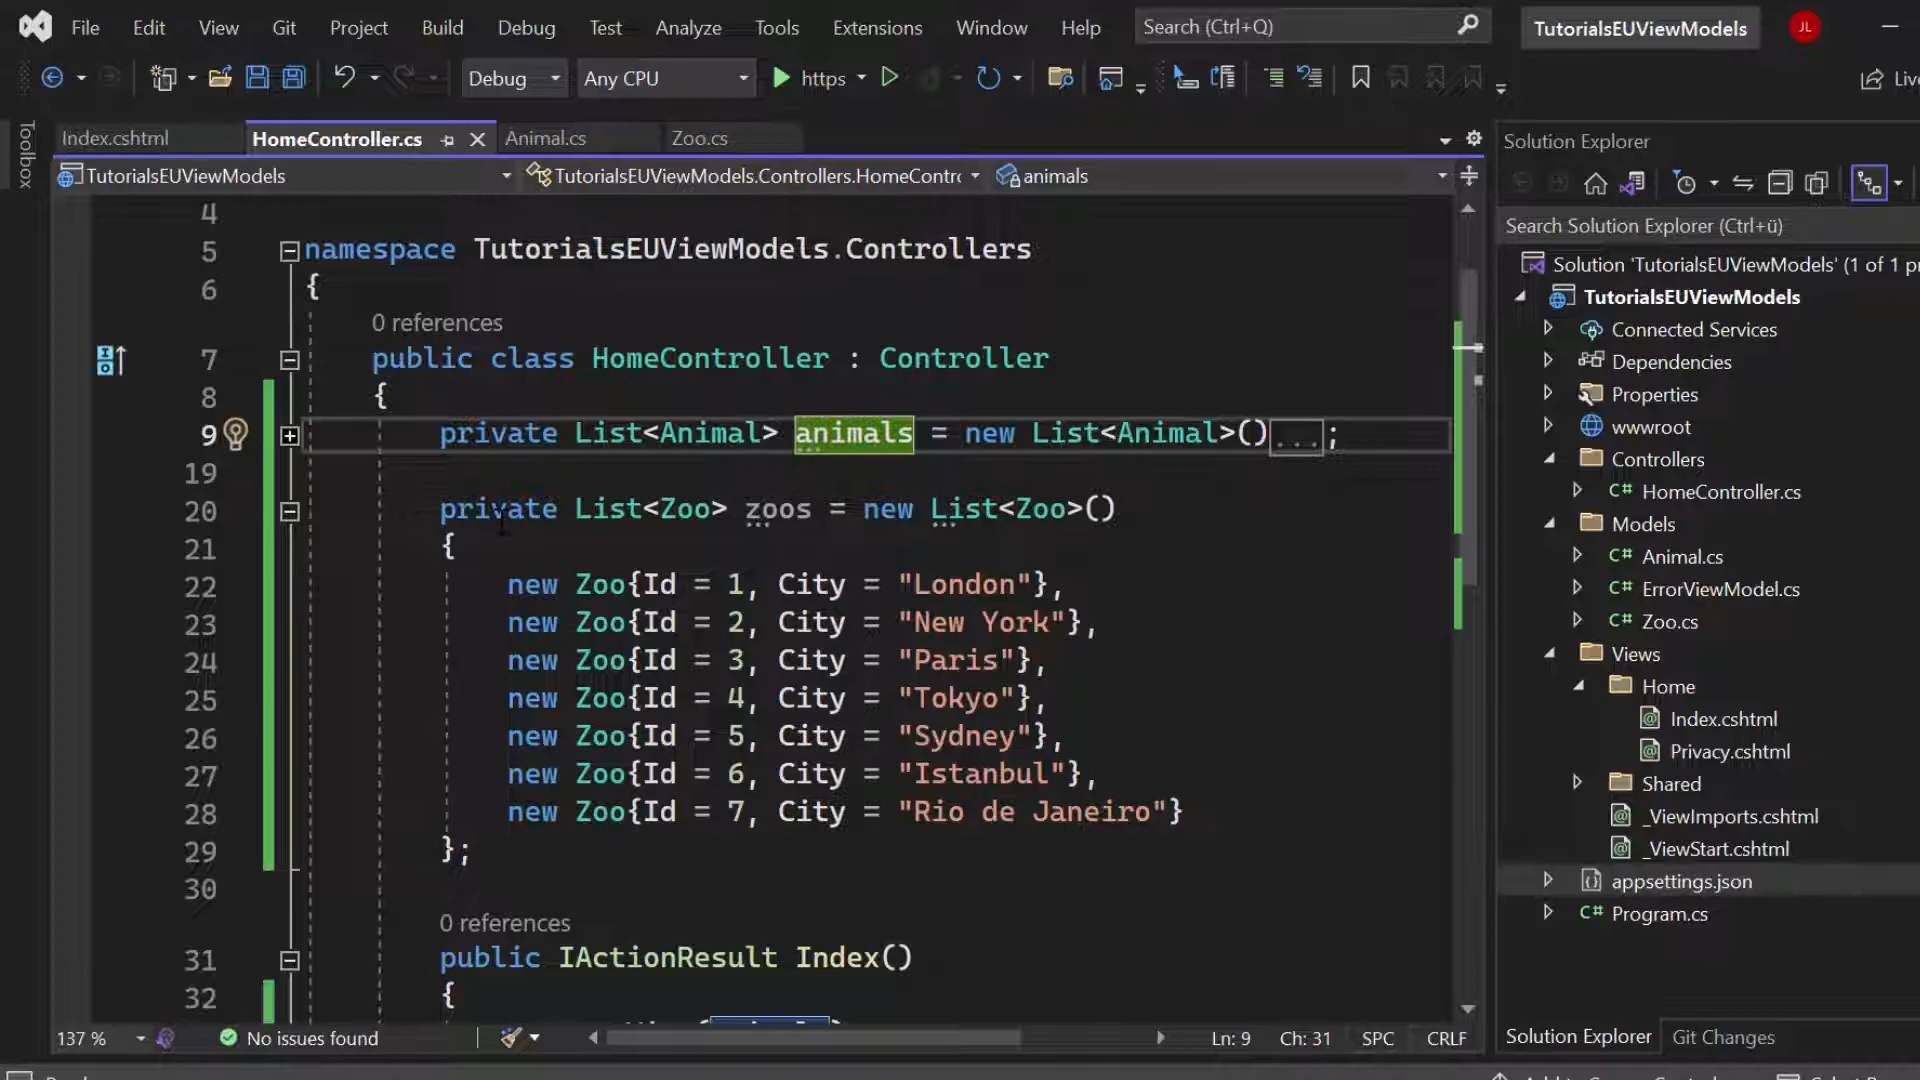 File Edit View Git Project Build Debug Test Analyze Tools Extensions Window Help Search (Ctrl+Q) TutorialsEUViewModels JL
Debug Any CPU https Live
Toolbox
Index.cshtml HomeController.cs Animal.cs Zoo.cs
TutorialsEUViewModels TutorialsEUViewModels.Controllers.HomeContro animals
4
5 namespace TutorialsEUViewModels.Controllers
6 {
0 references
7 public class HomeController : Controller
8 {
9 private List<Animal> animals = new List<Animal>()...;
19
20 private List<Zoo> zoos = new List<Zoo>()
21 {
22 new Zoo{Id = 1, City = "London"},
23 new Zoo{Id = 2, City = "New York"},
24 new Zoo{Id = 3, City = "Paris"},
25 new Zoo{Id = 4, City = "Tokyo"},
26 new Zoo{Id = 5, City = "Sydney"},
27 new Zoo{Id = 6, City = "Istanbul"},
28 new Zoo{Id = 7, City = "Rio de Janeiro"}
29 };
30
0 references
31 public IActionResult Index()
32 {
137 % No issues found Ln: 9 Ch: 31 SPC CRLF
Solution Explorer
Search Solution Explorer (Ctrl+ü)
Solution 'TutorialsEUViewModels' (1 of 1 pr
TutorialsEUViewModels
Connected Services
Dependencies
Properties
wwwroot
Controllers
C# HomeController.cs
Models
C# Animal.cs
C# ErrorViewModel.cs
C# Zoo.cs
Views
Home
Index.cshtml
Privacy.cshtml
Shared
_ViewImports.cshtml
_ViewStart.cshtml
appsettings.json
C# Program.cs
Solution Explorer Git Changes